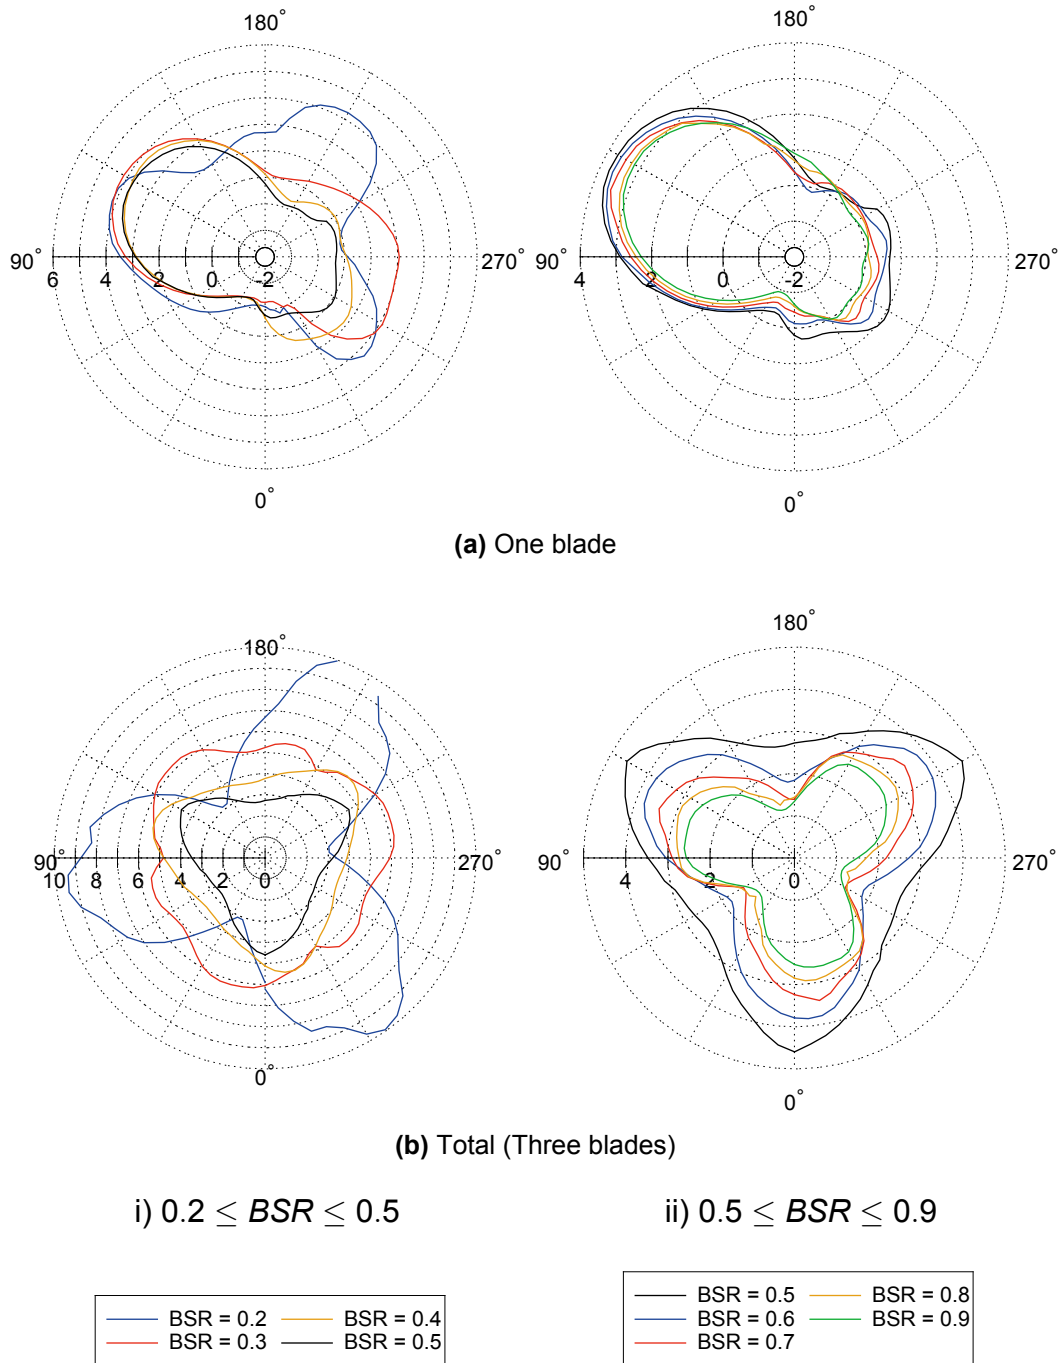 180° 180°
90° 270° 90° 270°
6 4 2 0 -2 4 2 0 -2
0° 0°
(a) One blade
180° 180°
90° 270° 90° 270°
10 8 6 4 2 0 4 2 0
0° 0°
(b) Total (Three blades)
i) 0.2 ≤ BSR ≤ 0.5 ii) 0.5 ≤ BSR ≤ 0.9
BSR = 0.2 BSR = 0.4
BSR = 0.3 BSR = 0.5
BSR = 0.5 BSR = 0.8
BSR = 0.6 BSR = 0.9
BSR = 0.7